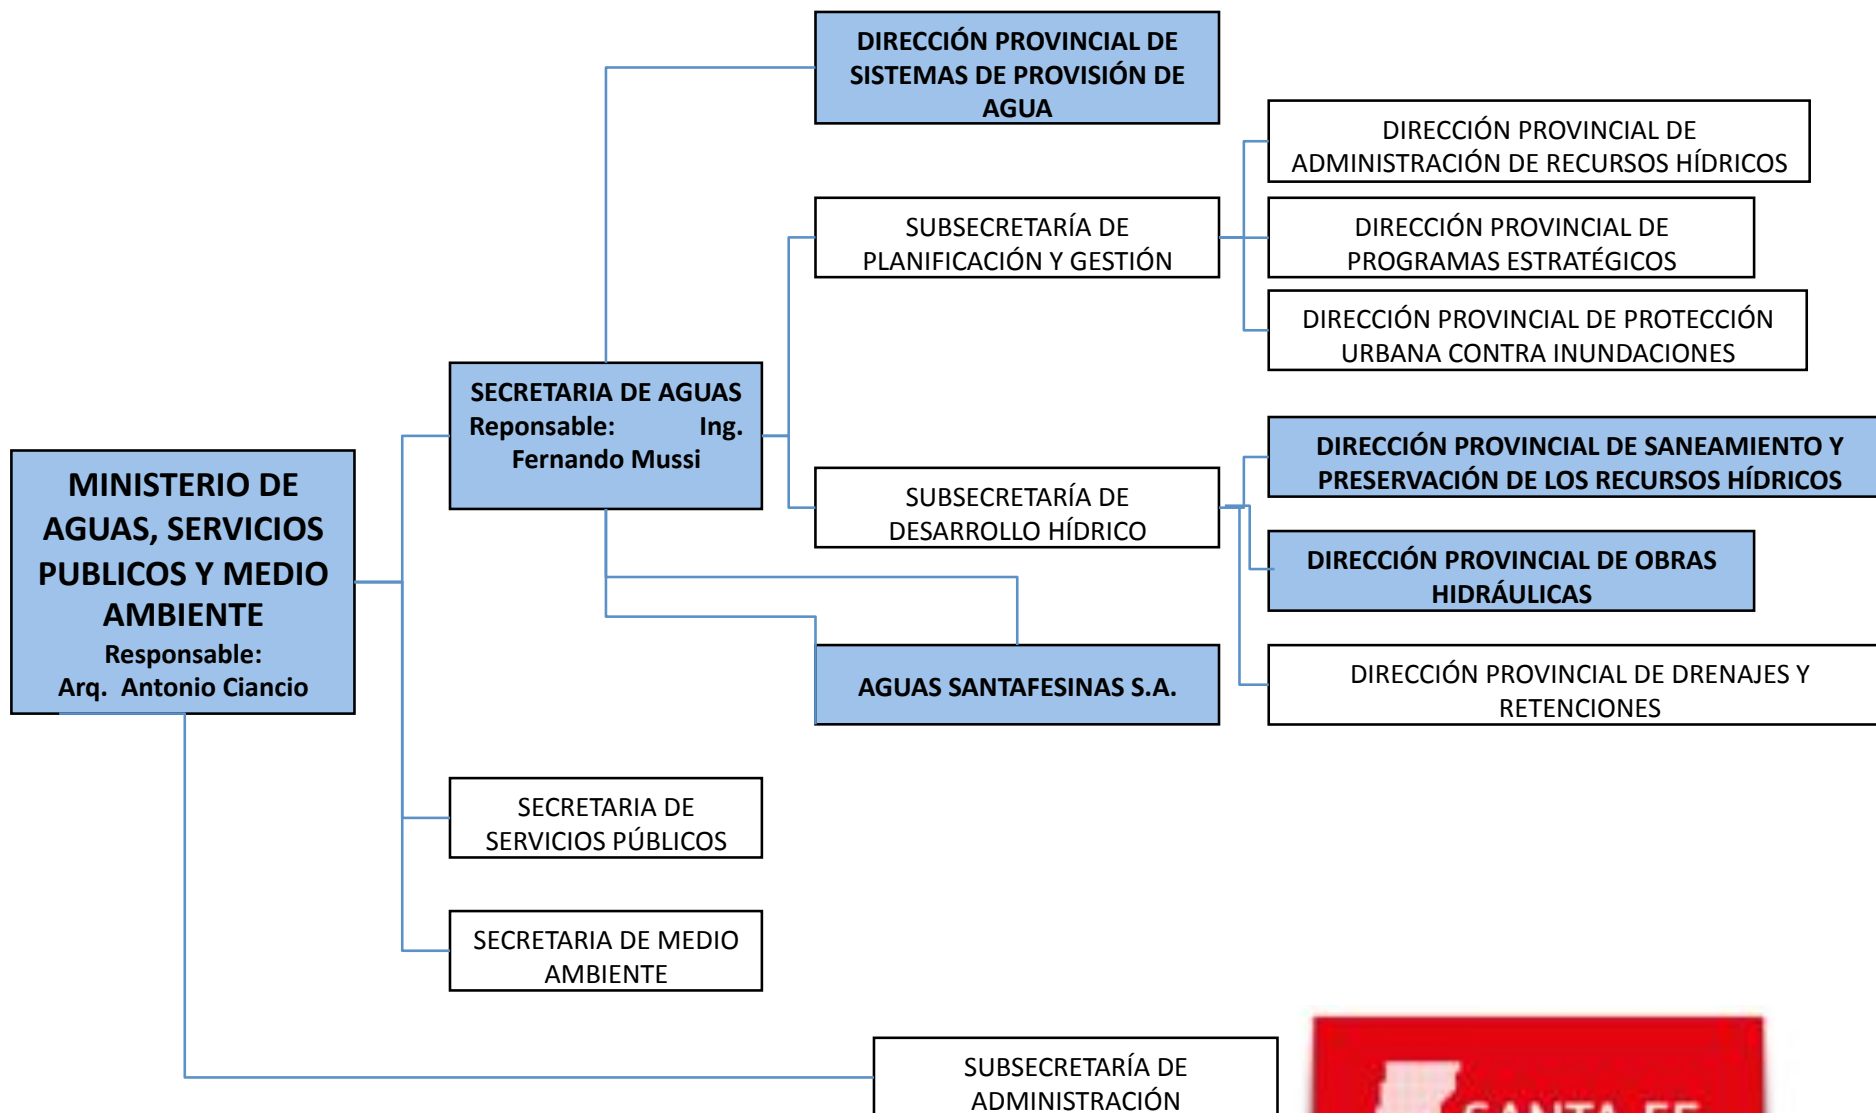 DIRECCIÓN PROVINCIAL DE
SISTEMAS DE PROVISIÓN DE
AGUA
DIRECCIÓN PROVINCIAL DE
ADMINISTRACIÓN DE RECURSOS HÍDRICOS
SUBSECRETARÍA DE
PLANIFICACIÓN Y GESTIÓN
DIRECCIÓN PROVINCIAL DE
PROGRAMAS ESTRATÉGICOS
DIRECCIÓN PROVINCIAL DE PROTECCIÓN
URBANA CONTRA INUNDACIONES
SECRETARIA DE AGUAS
Reponsable: Ing.
Fernando Mussi
DIRECCIÓN PROVINCIAL DE SANEAMIENTO Y
PRESERVACIÓN DE LOS RECURSOS HÍDRICOS
MINISTERIO DE
AGUAS, SERVICIOS
PUBLICOS Y MEDIO
AMBIENTE
Responsable:
Arq. Antonio Ciancio
SUBSECRETARÍA DE
DESARROLLO HÍDRICO
DIRECCIÓN PROVINCIAL DE OBRAS
HIDRÁULICAS
AGUAS SANTAFESINAS S.A.
DIRECCIÓN PROVINCIAL DE DRENAJES Y
RETENCIONES
SECRETARIA DE
SERVICIOS PÚBLICOS
SECRETARIA DE MEDIO
AMBIENTE
SUBSECRETARÍA DE
ADMINISTRACIÓN
SANTA FE